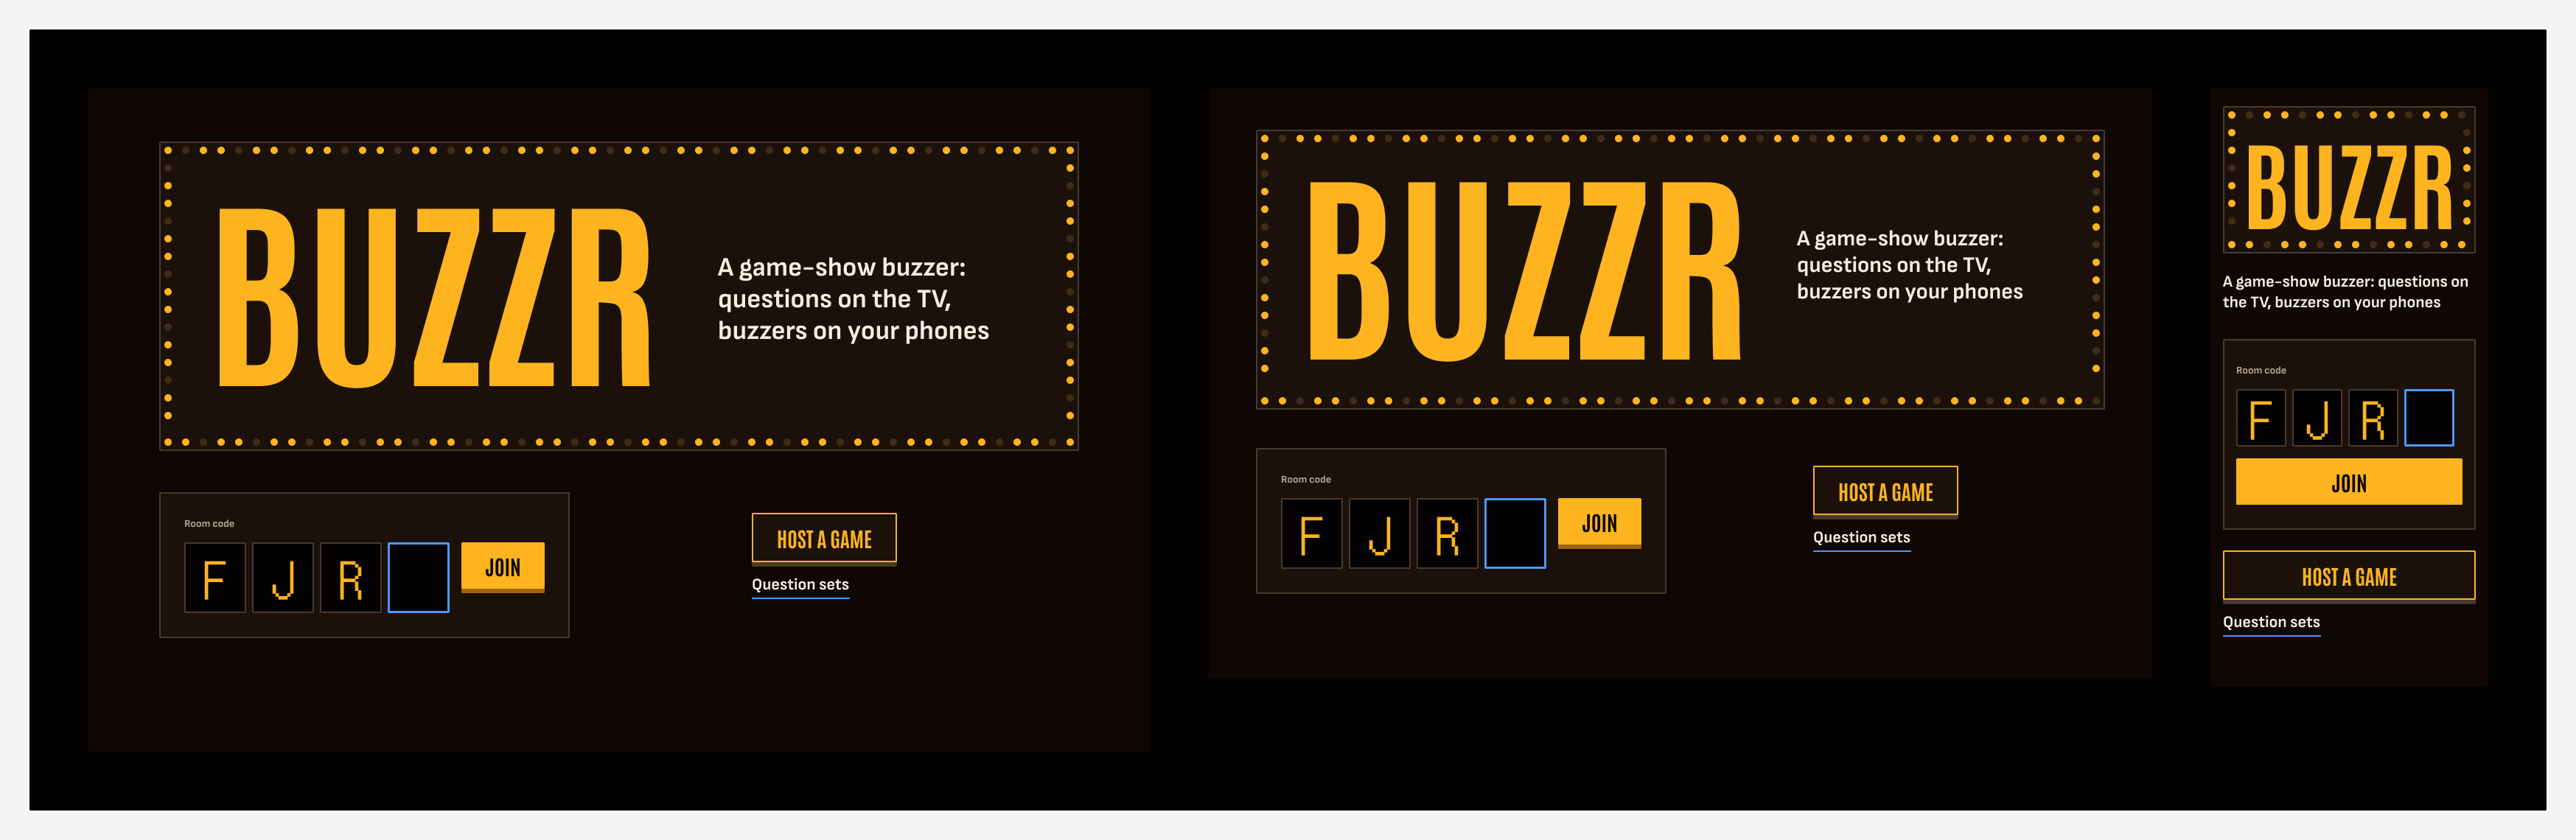 BUZZR
A game-show buzzer:
questions on the TV,
buzzers on your phones
Room code
F J R
JOIN
HOST A GAME
Question sets
BUZZR
A game-show buzzer:
questions on the TV,
buzzers on your phones
Room code
F J R
JOIN
HOST A GAME
Question sets
BUZZR
A game-show buzzer: questions on
the TV, buzzers on your phones
Room code
F J R
JOIN
HOST A GAME
Question sets